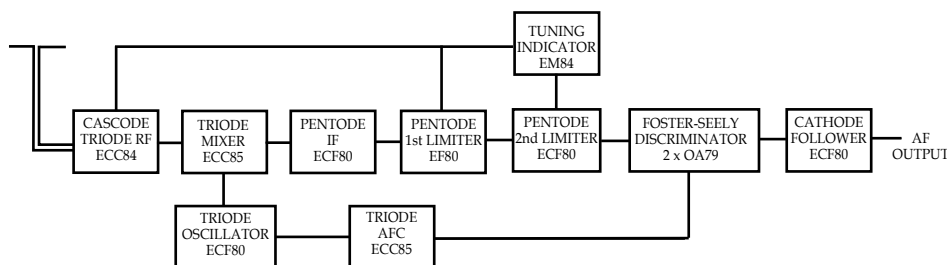 TUNING
INDICATOR
EM84
CASCODE
TRIODE RF
ECC84
TRIODE
MIXER
ECC85
PENTODE
IF
ECF80
PENTODE
1st LIMITER
EF80
PENTODE
2nd LIMITER
ECF80
FOSTER-SEELY
DISCRIMINATOR
2 x OA79
CATHODE
FOLLOWER
ECF80
AF
OUTPUT
TRIODE
OSCILLATOR
ECF80
TRIODE
AFC
ECC85